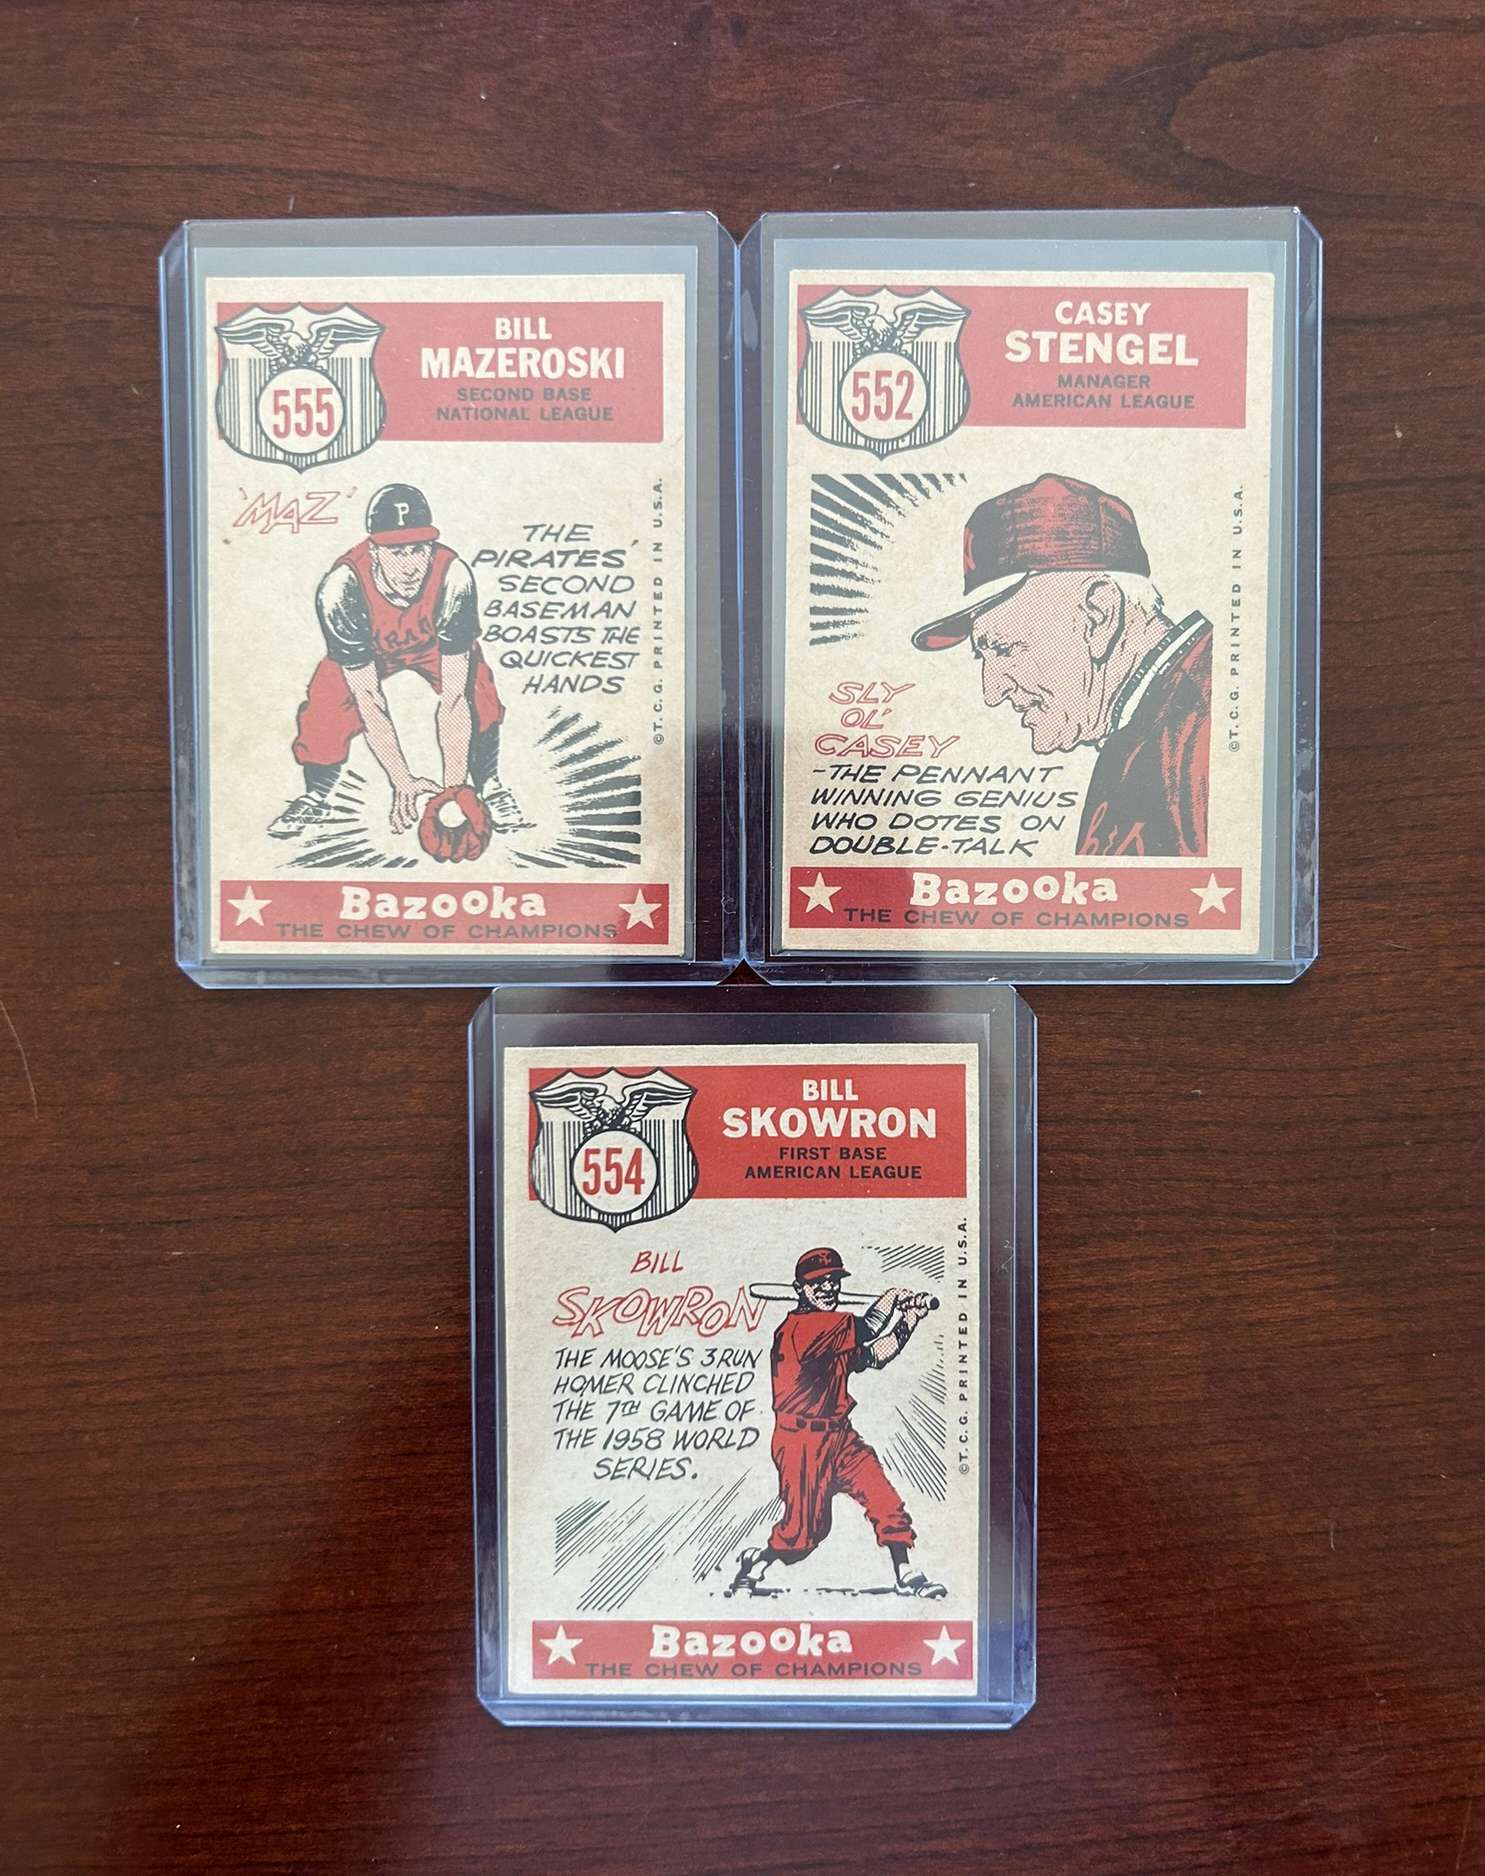 BILL
MAZEROSKI
SECOND BASE
NATIONAL LEAGUE
555
'MAZ'
P
THE
PIRATES'
SECOND
BASEMAN
BOASTS THE
QUICKEST
HANDS
©T.C.G. PRINTED IN U.S.A.
Bazooka
THE CHEW OF CHAMPIONS
CASEY
STENGEL
MANAGER
AMERICAN LEAGUE
552
SLY
OL'
CASEY
-THE PENNANT
WINNING GENIUS
WHO DOTES ON
DOUBLE-TALK
©T.C.G. PRINTED IN U.S.A.
Bazooka
THE CHEW OF CHAMPIONS
BILL
SKOWRON
FIRST BASE
AMERICAN LEAGUE
554
BILL
SKOWRON
THE MOOSE'S 3 RUN
HOMER CLINCHED
THE 7TH GAME OF
THE 1958 WORLD
SERIES.
©T.C.G. PRINTED IN U.S.A.
Bazooka
THE CHEW OF CHAMPIONS